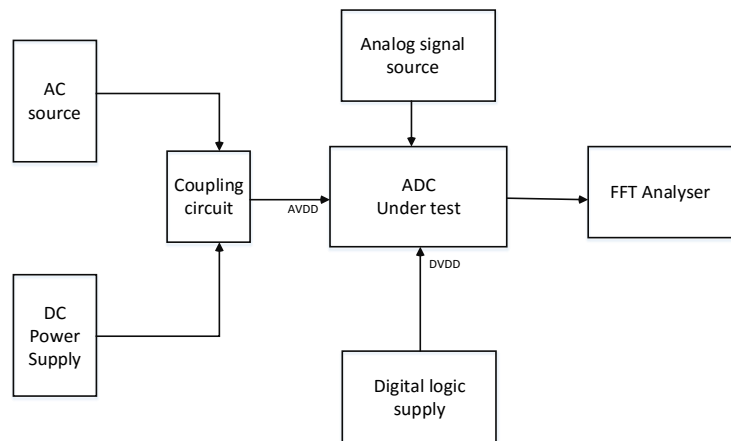 Analog signal
source
AC
source
Coupling
circuit
AVDD
ADC
Under test
FFT Analyser
DVDD
DC
Power
Supply
Digital logic
supply